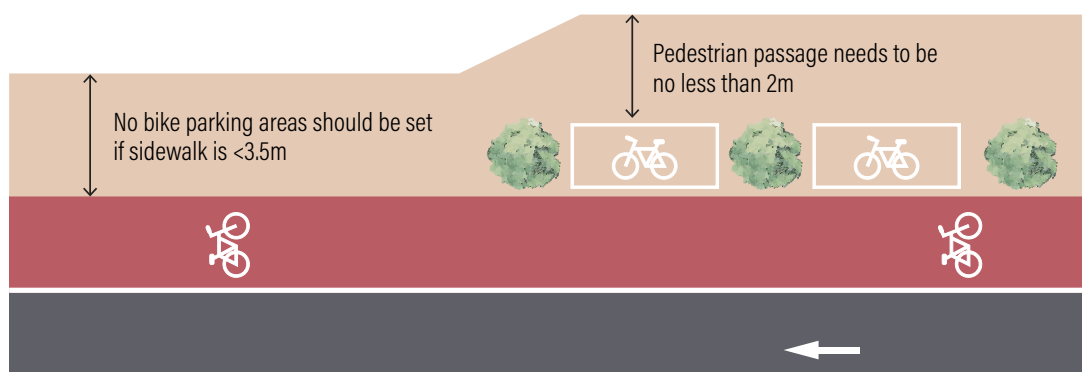 No bike parking areas should be set
if sidewalk is <3.5m
Pedestrian passage needs to be
no less than 2m